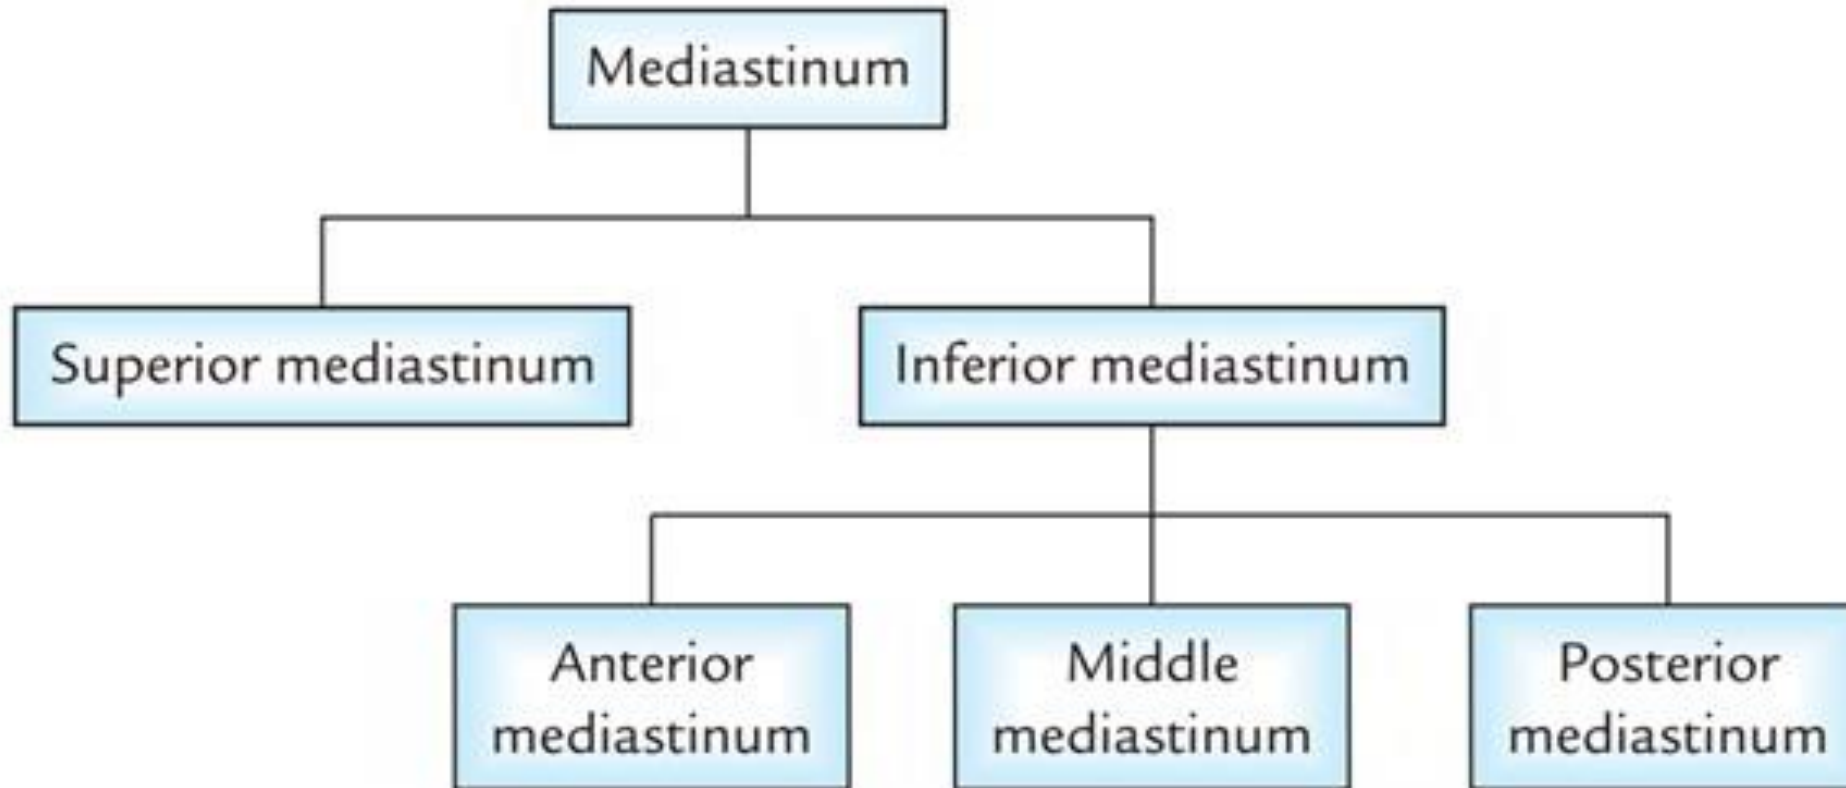 Mediastinum
Superior mediastinum
Inferior mediastinum
Anterior
mediastinum
Middle
mediastinum
Posterior
mediastinum